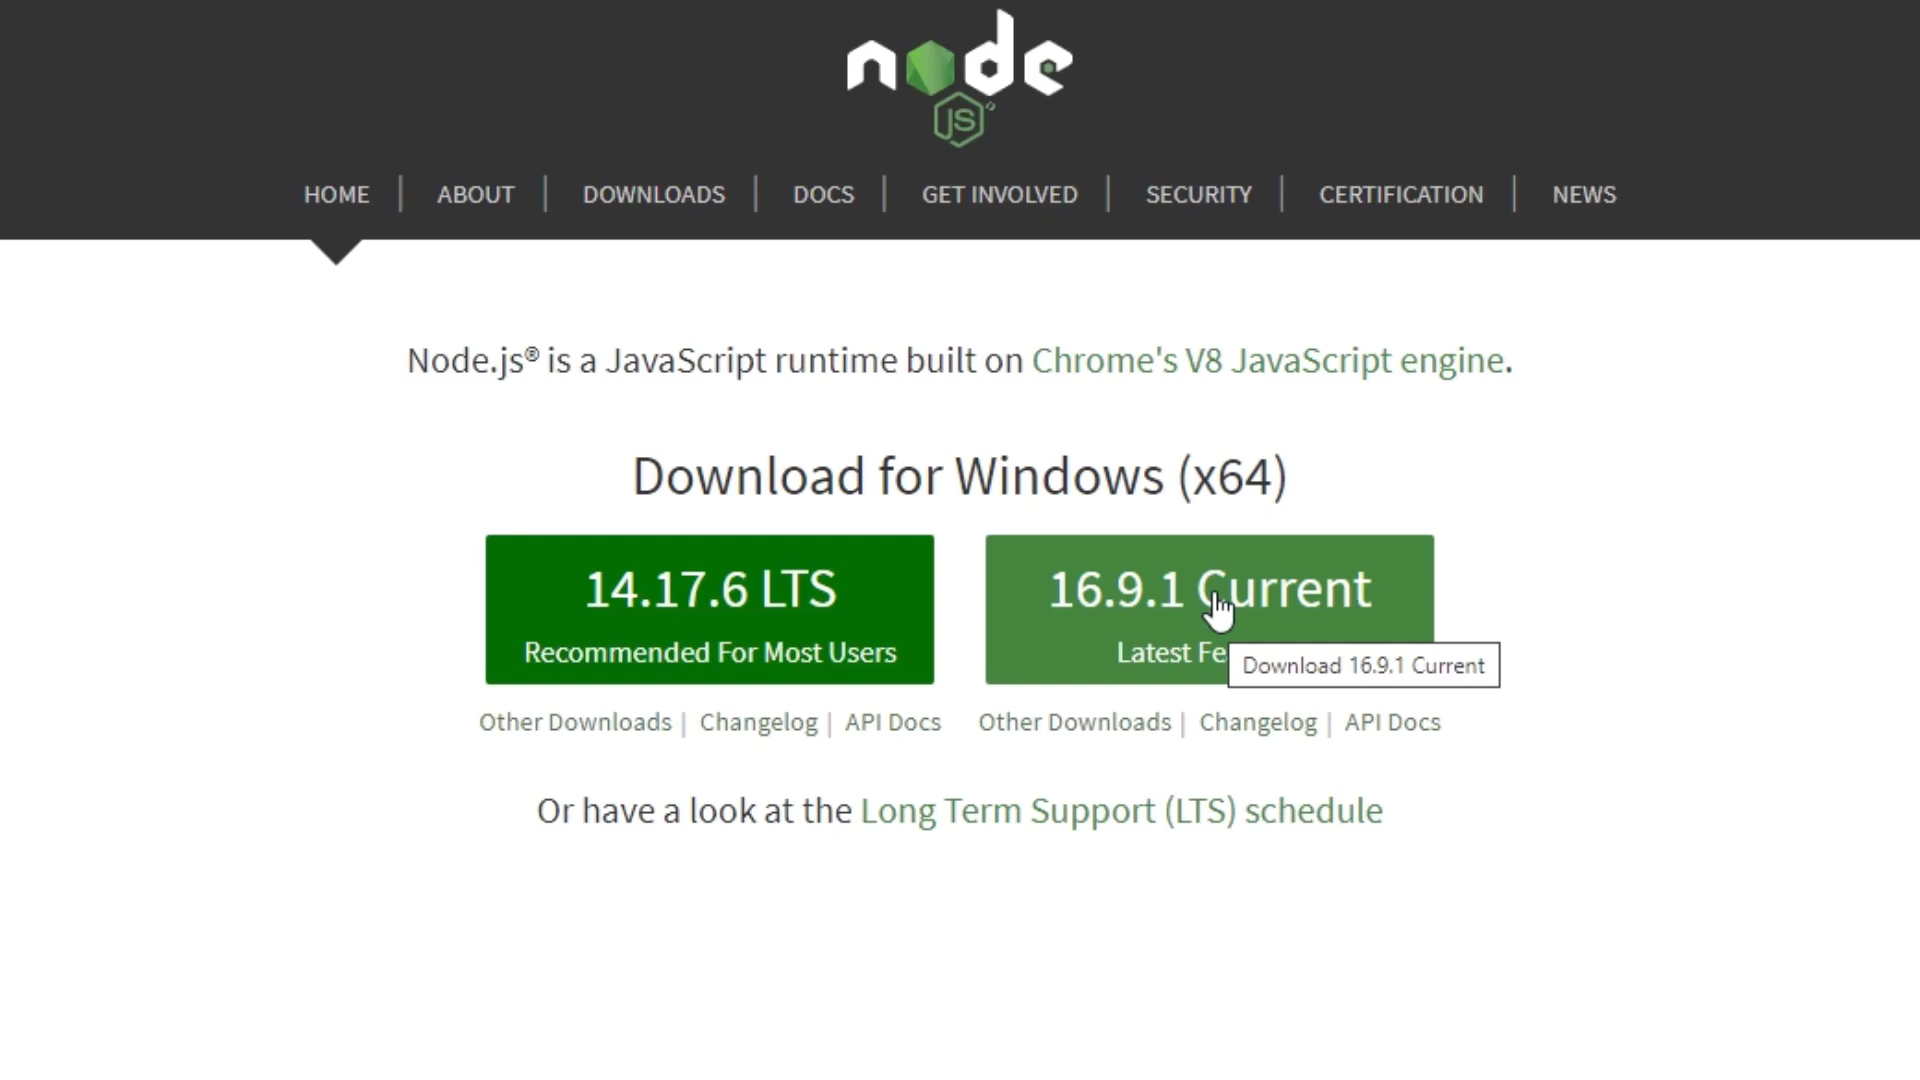 node
JS
HOME | ABOUT | DOWNLOADS | DOCS | GET INVOLVED | SECURITY | CERTIFICATION | NEWS
Node.js® is a JavaScript runtime built on Chrome's V8 JavaScript engine.
Download for Windows (x64)
14.17.6 LTS
Recommended For Most Users
16.9.1 Current
Latest
Download 16.9.1 Current
Other Downloads | Changelog | API Docs
Other Downloads | Changelog | API Docs
Or have a look at the Long Term Support (LTS) schedule